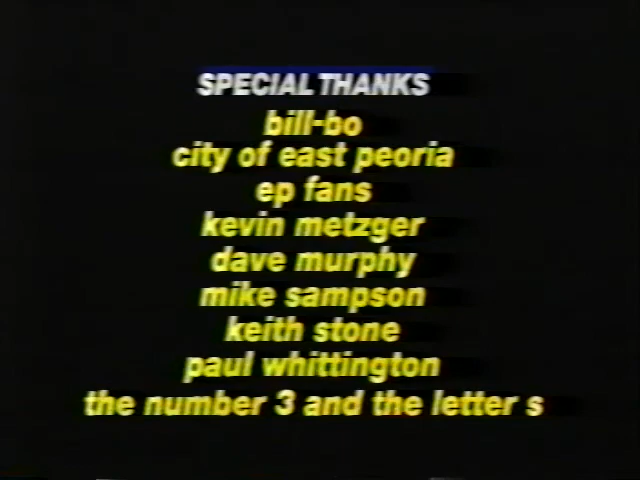 SPECIAL THANKS
bill-bo
city of east peoria
ep fans
kevin metzger
dave murphy
mike sampson
keith stone
paul whittington
the number 3 and the letter s